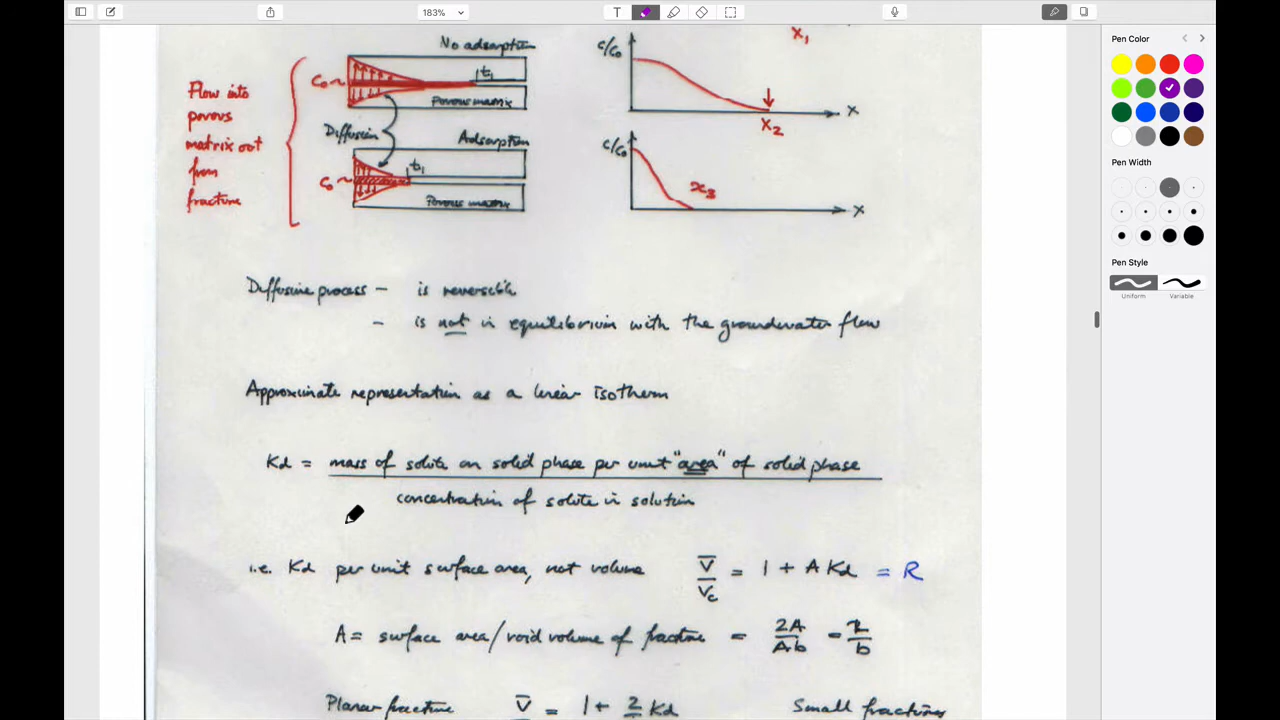 183%
T
No adsorption
C/C₀
x₁
Pen Color
C₀
t₁
Flow into
porous
matrix out
from
fracture
Porous matrix
x
x₂
Diffusion
Adsorption
C/C₀
t₁
C₀
x₃
Porous matrix
x
Pen Width
Pen Style
Uniform
Variable
Diffusive process – is reversible
– is not in equilibrium with the groundwater flow
Approximate representation as a linear isotherm
Kd = mass of solute on solid phase per unit "area" of solid phase
concentration of solute in solution
i.e. Kd per unit surface area, not volume V̄/Vc = 1 + A Kd = R
A = surface area/void volume of fracture = 2A/Ab = 2/b
Planar fracture V̄ = 1 + 2 Kd Small fractures